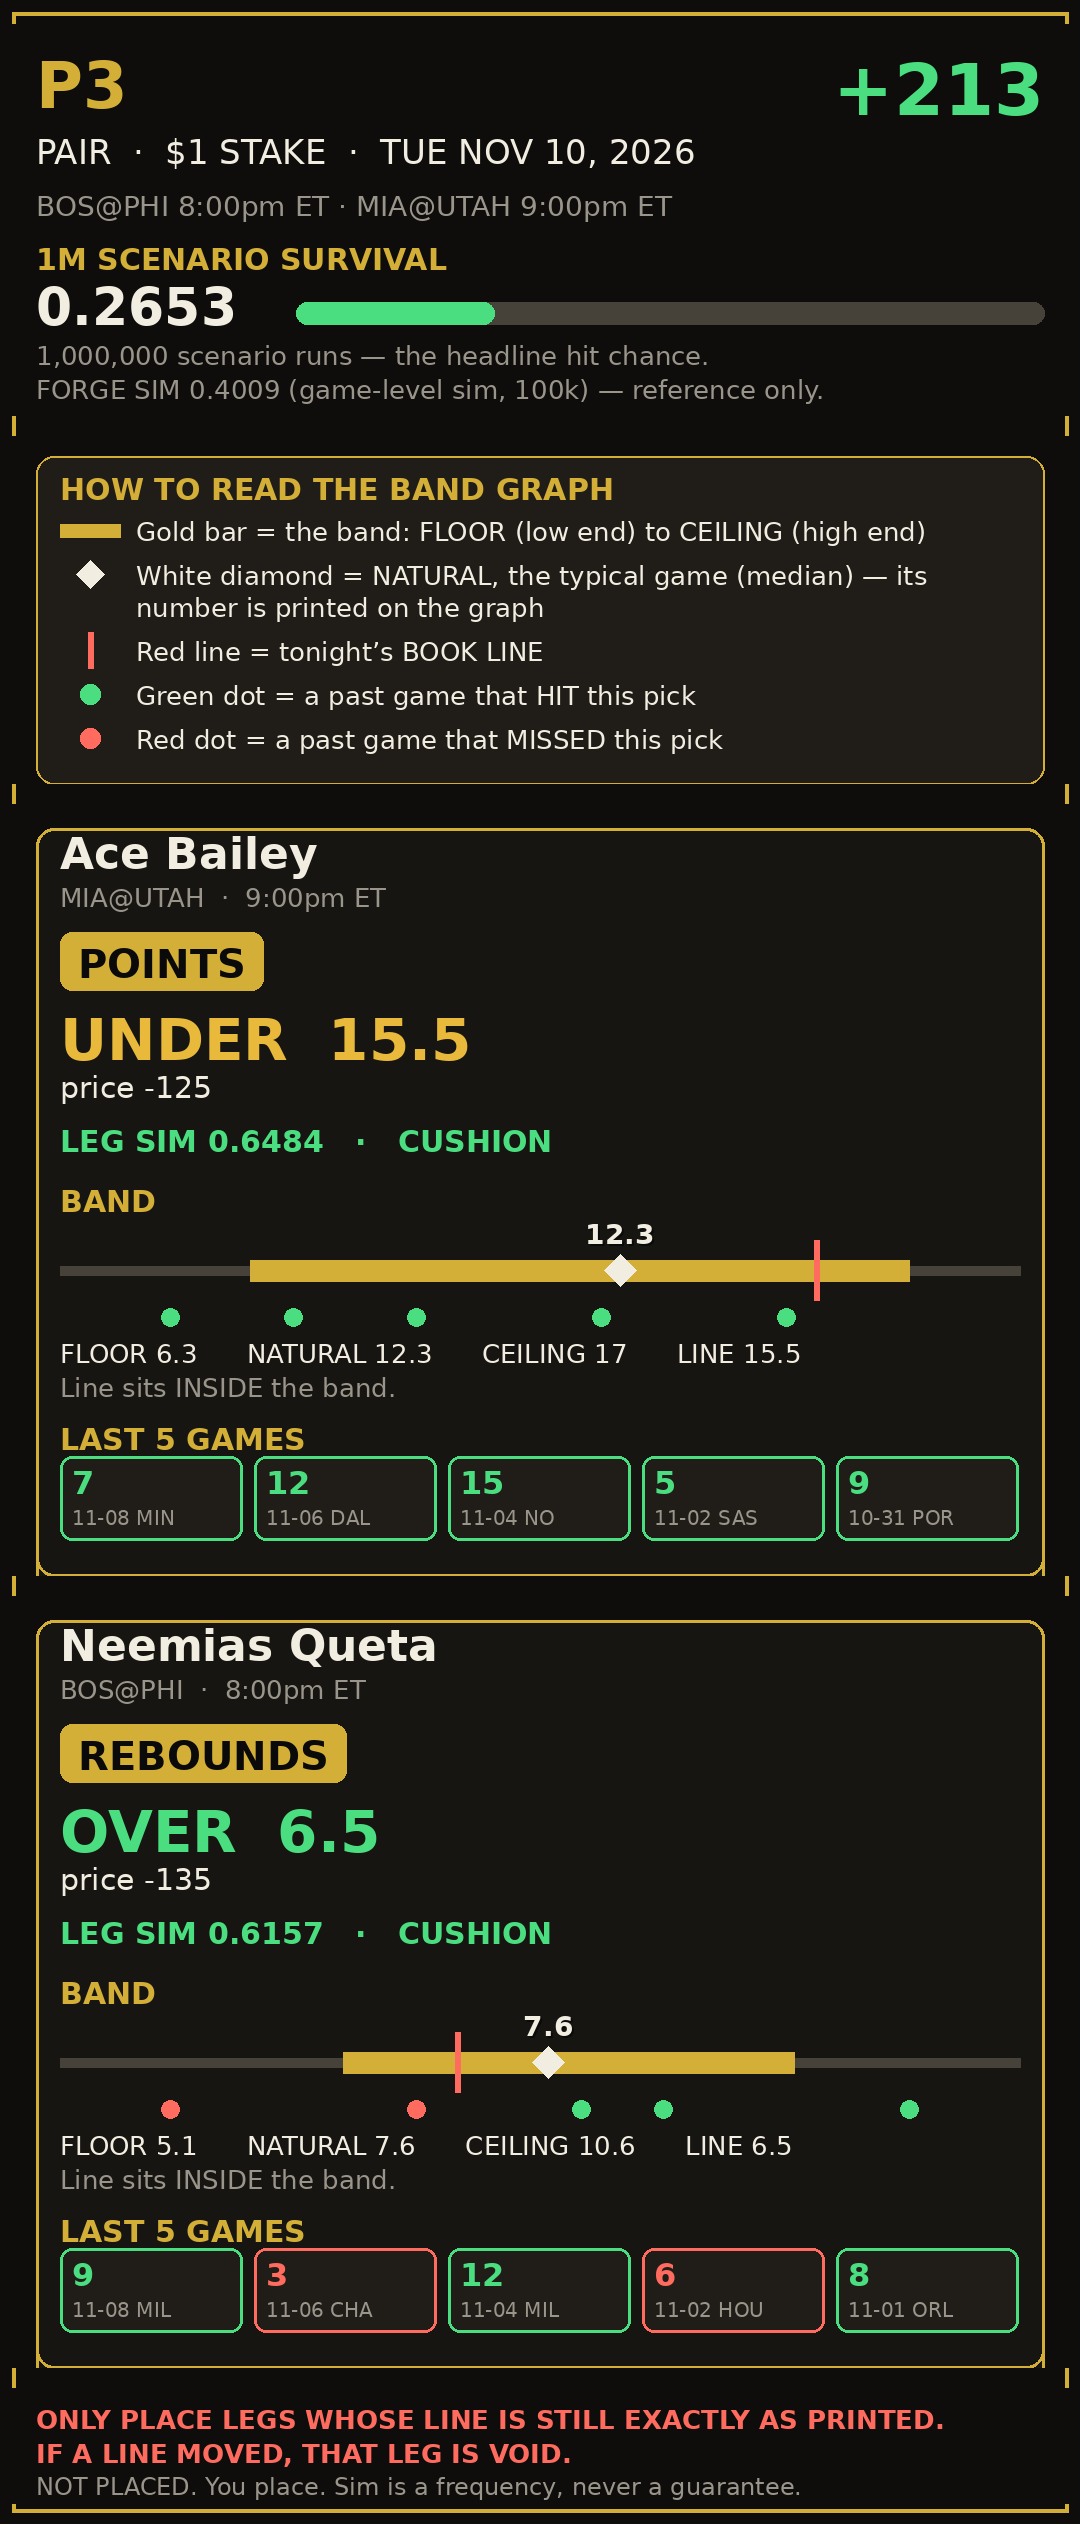 P3
+213
PAIR · $1 STAKE · TUE NOV 10, 2026
BOS@PHI 8:00pm ET · MIA@UTAH 9:00pm ET
1M SCENARIO SURVIVAL
0.2653
1,000,000 scenario runs — the headline hit chance.
FORGE SIM 0.4009 (game-level sim, 100k) — reference only.
HOW TO READ THE BAND GRAPH
Gold bar = the band: FLOOR (low end) to CEILING (high end)
White diamond = NATURAL, the typical game (median) — its
number is printed on the graph
Red line = tonight’s BOOK LINE
Green dot = a past game that HIT this pick
Red dot = a past game that MISSED this pick
Ace Bailey
MIA@UTAH · 9:00pm ET
POINTS
UNDER 15.5
price -125
LEG SIM 0.6484 · CUSHION
BAND
12.3
FLOOR 6.3 NATURAL 12.3 CEILING 17 LINE 15.5
Line sits INSIDE the band.
LAST 5 GAMES
7 12 15 5 9
11-08 MIN 11-06 DAL 11-04 NO 11-02 SAS 10-31 POR
Neemias Queta
BOS@PHI · 8:00pm ET
REBOUNDS
OVER 6.5
price -135
LEG SIM 0.6157 · CUSHION
BAND
7.6
FLOOR 5.1 NATURAL 7.6 CEILING 10.6 LINE 6.5
Line sits INSIDE the band.
LAST 5 GAMES
9 3 12 6 8
11-08 MIL 11-06 CHA 11-04 MIL 11-02 HOU 11-01 ORL
ONLY PLACE LEGS WHOSE LINE IS STILL EXACTLY AS PRINTED.
IF A LINE MOVED, THAT LEG IS VOID.
NOT PLACED. You place. Sim is a frequency, never a guarantee.